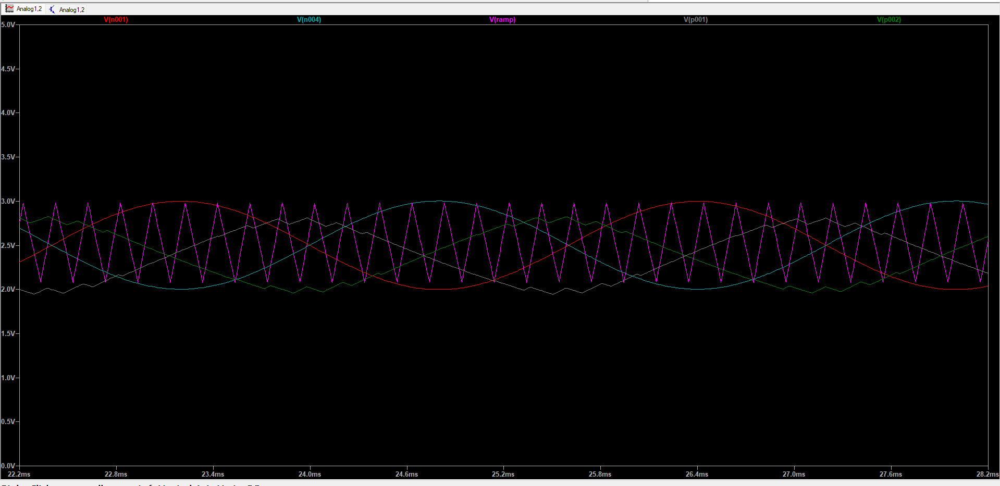 Analog1,2 Analog1,2
V(n001) V(n004) V(ramp) V(p001) V(p002)
5.0V
4.5V
4.0V
3.5V
3.0V
2.5V
2.0V
1.5V
1.0V
0.5V
0.0V
22.2ms 22.8ms 23.4ms 24.0ms 24.6ms 25.2ms 25.8ms 26.4ms 27.0ms 27.6ms 28.2ms